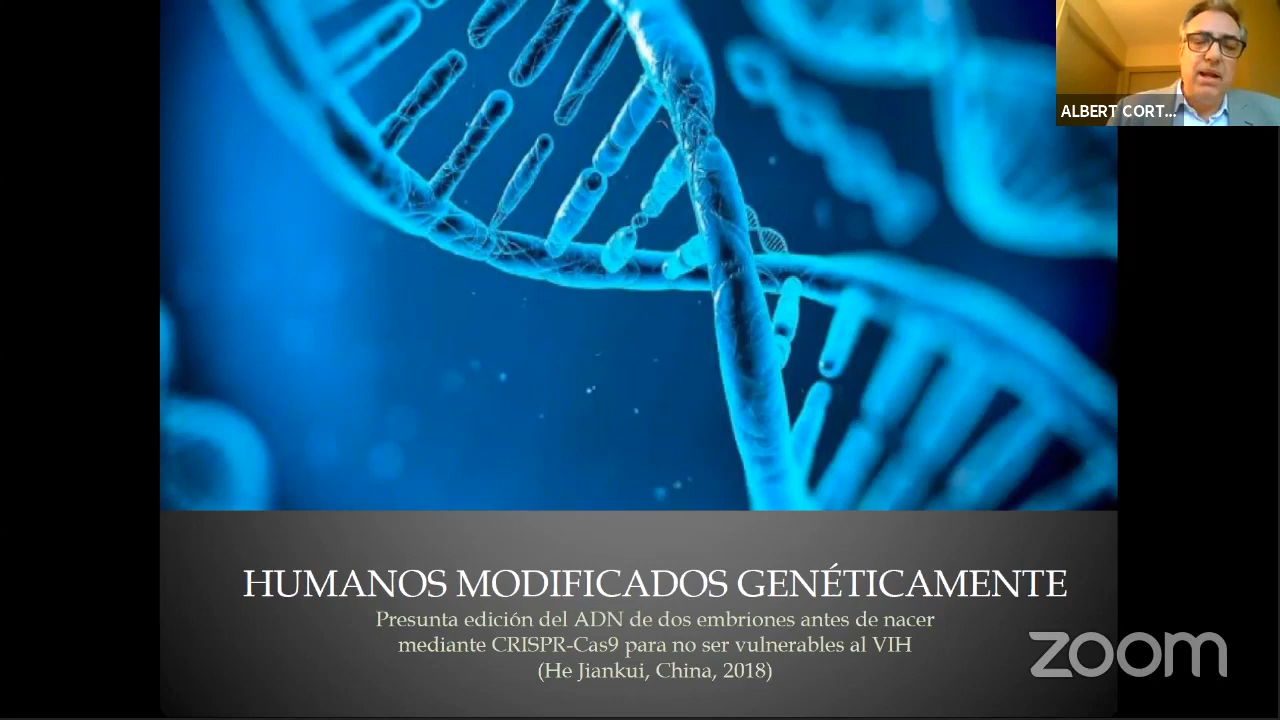 ALBERT CORT...
HUMANOS MODIFICADOS GENÉTICAMENTE
Presunta edición del ADN de dos embriones antes de nacer
mediante CRISPR-Cas9 para no ser vulnerables al VIH
(He Jiankui, China, 2018)
zoom